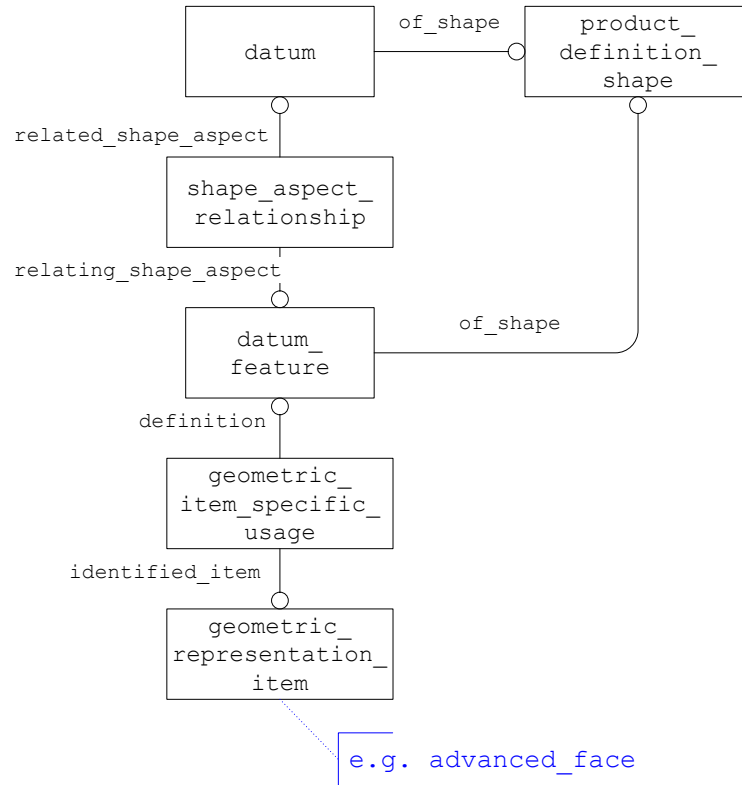 of_shape
datum
product_
definition_
shape
related_shape_aspect
shape_aspect_
relationship
relating_shape_aspect
of_shape
datum_
feature
definition
geometric_
item_specific_
usage
identified_item
geometric_
representation_
item
e.g. advanced_face